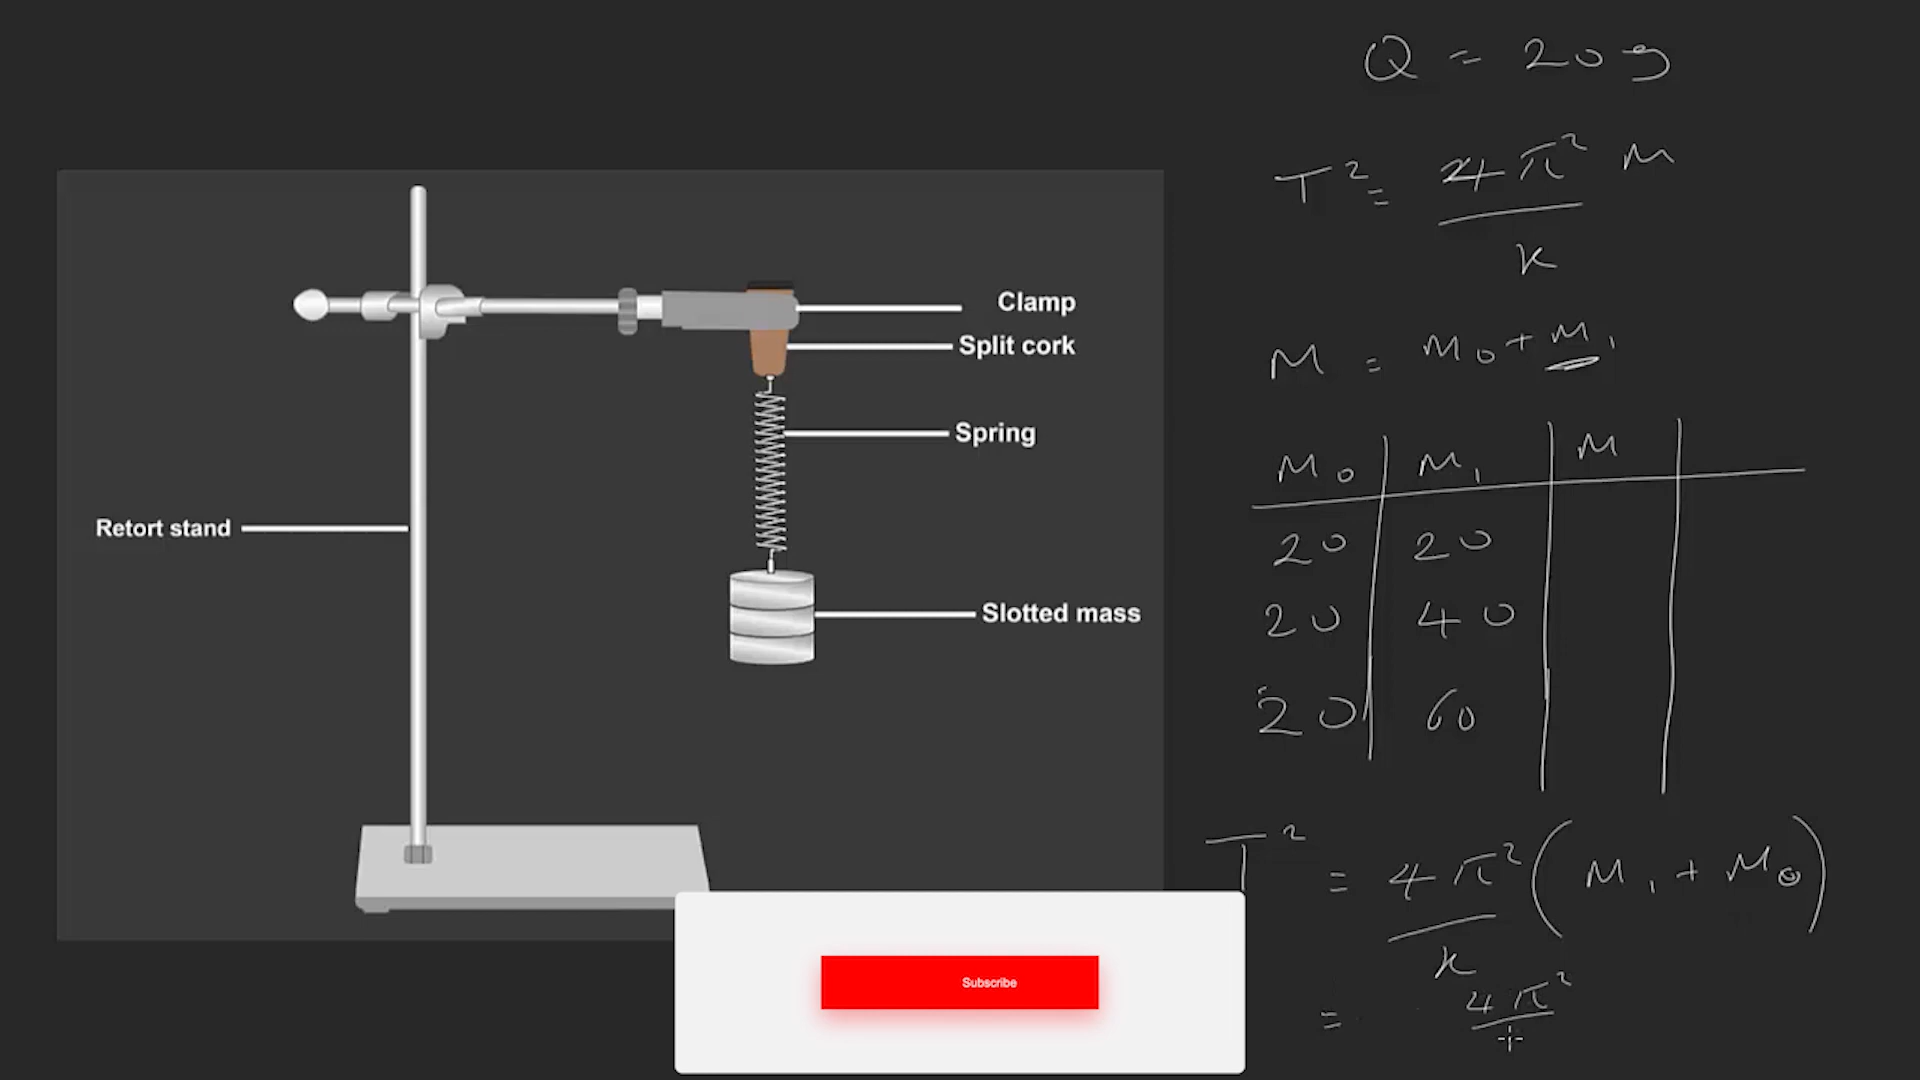 Q = 20g
T² = 4π² M
K
M = M₀ + M₁
M₀ M₁ M
20 20
20 40
20 60
T² = 4π² (M₁ + M₀)
K
= 4π²
Clamp
Split cork
Spring
Retort stand
Slotted mass
Subscribe